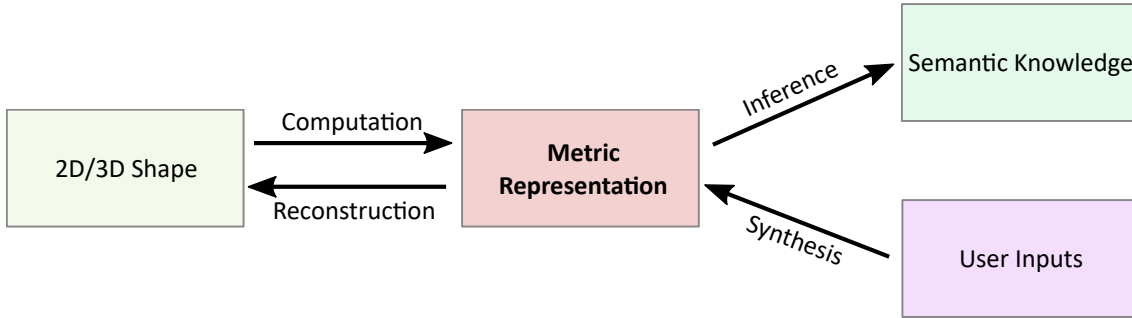 2D/3D Shape
Computation
Reconstruction
Metric
Representation
Inference
Synthesis
Semantic Knowledge
User Inputs